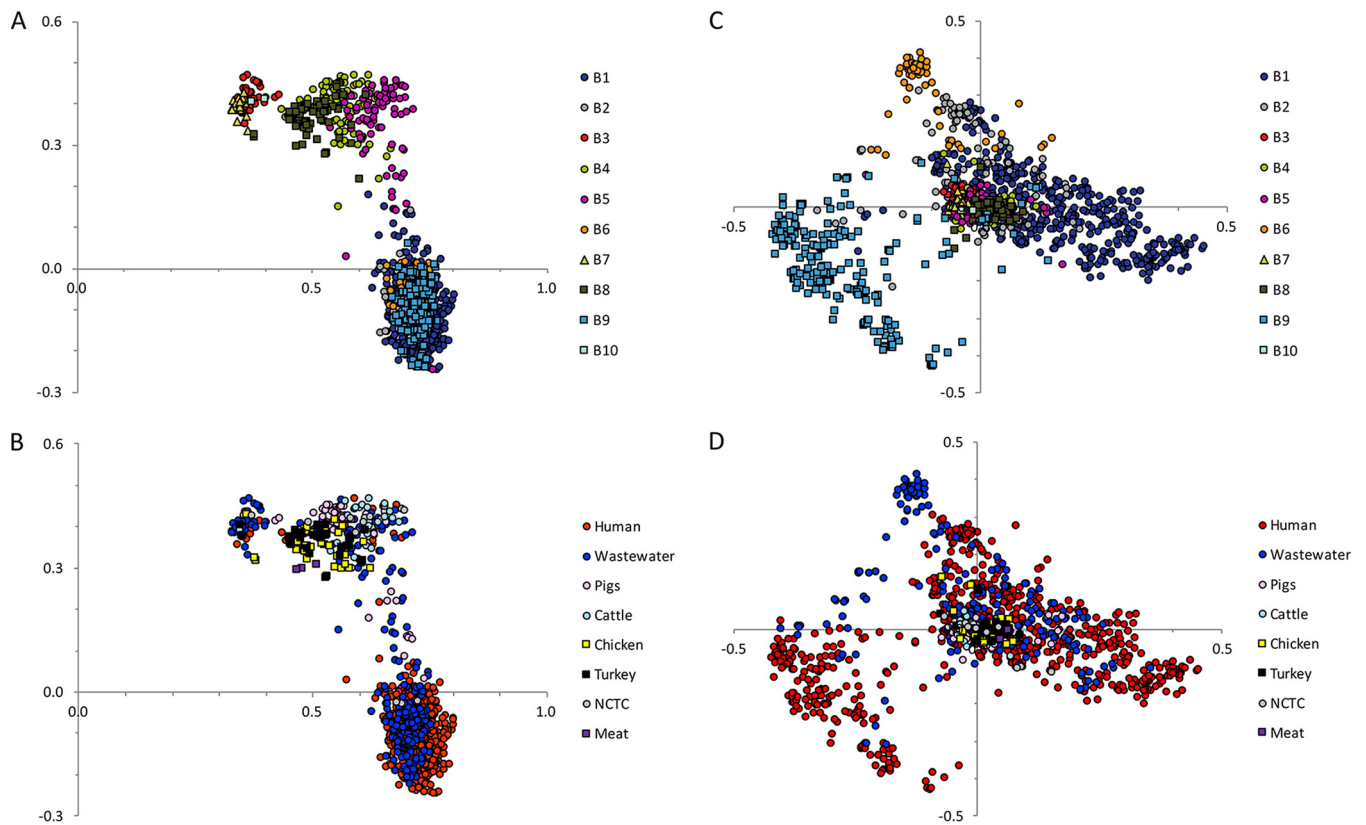 A
0.6
0.3
0.0
-0.3
0.5
1.0
B1
B2
B3
B4
B5
B6
B7
B8
B9
B10
C
0.5
-0.5
0.5
-0.5
B1
B2
B3
B4
B5
B6
B7
B8
B9
B10
B
0.6
0.3
0.0
0.0
-0.3
0.5
1.0
Human
Wastewater
Pigs
Cattle
Chicken
Turkey
NCTC
Meat
D
0.5
-0.5
0.5
-0.5
Human
Wastewater
Pigs
Cattle
Chicken
Turkey
NCTC
Meat